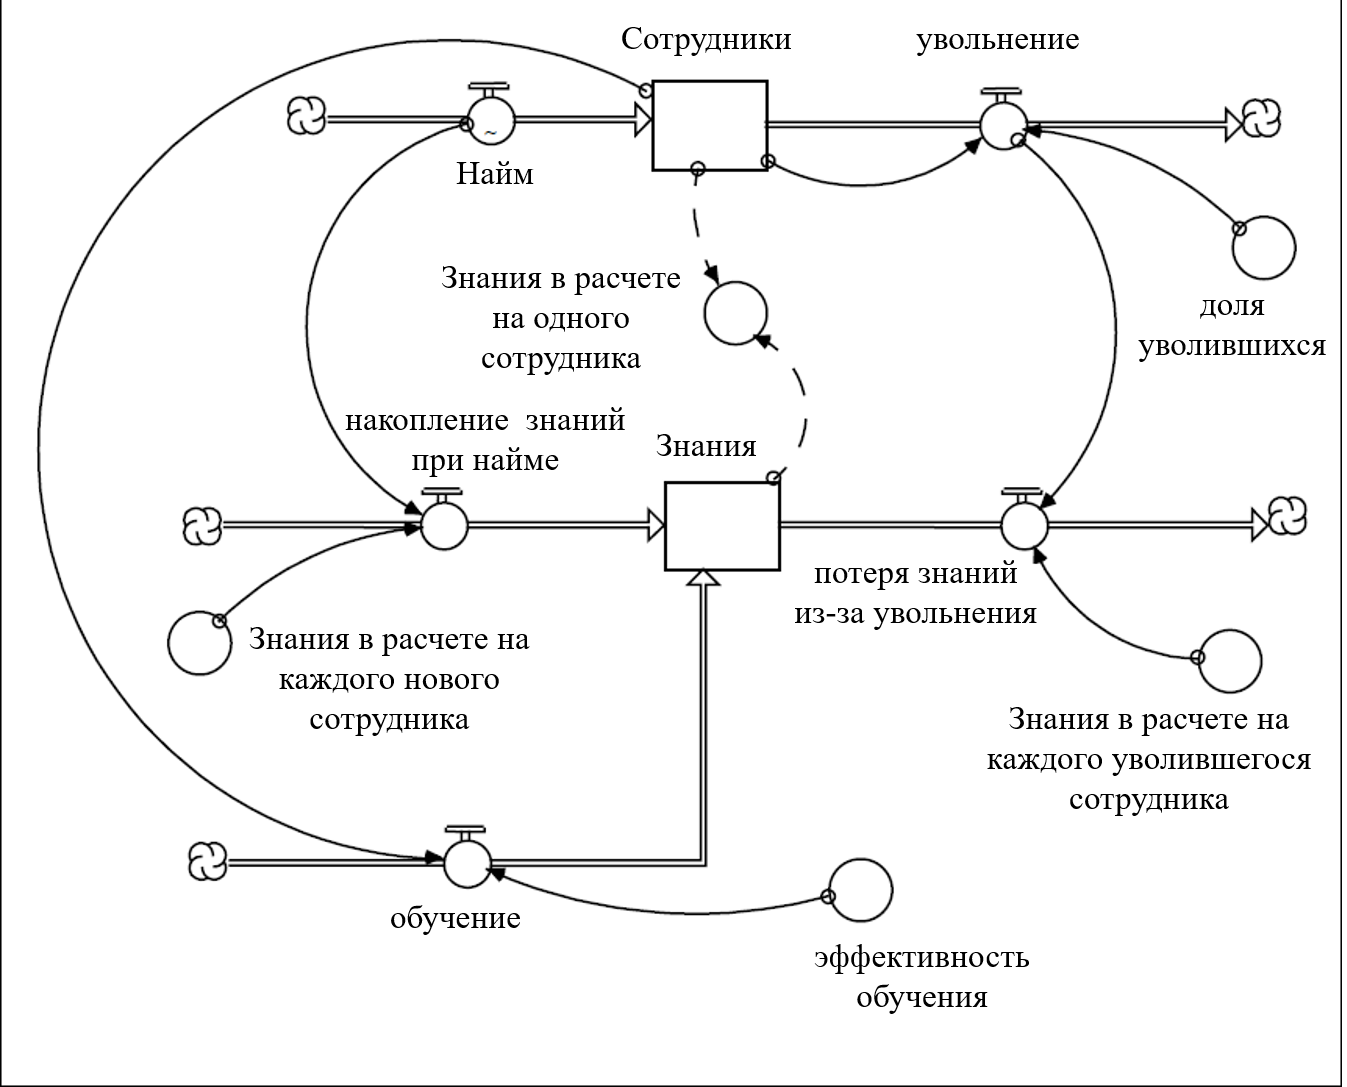 Сотрудники
увольнение
Найм
Знания в расчете
на одного
сотрудника
доля
уволившихся
накопление знаний
при найме
Знания
потеря знаний
из-за увольнения
Знания в расчете на
каждого нового
сотрудника
Знания в расчете на
каждого уволившегося
сотрудника
обучение
эффективность
обучения